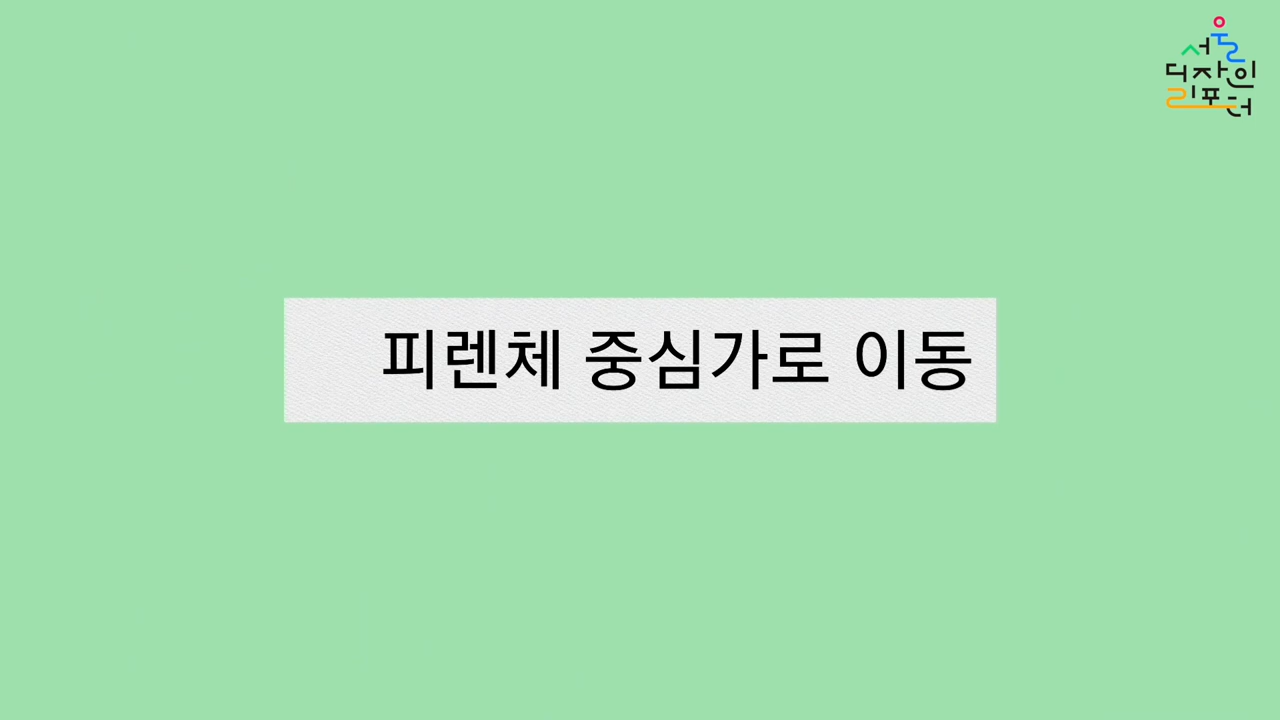 서울
디자인
리포터
피렌체 중심가로 이동